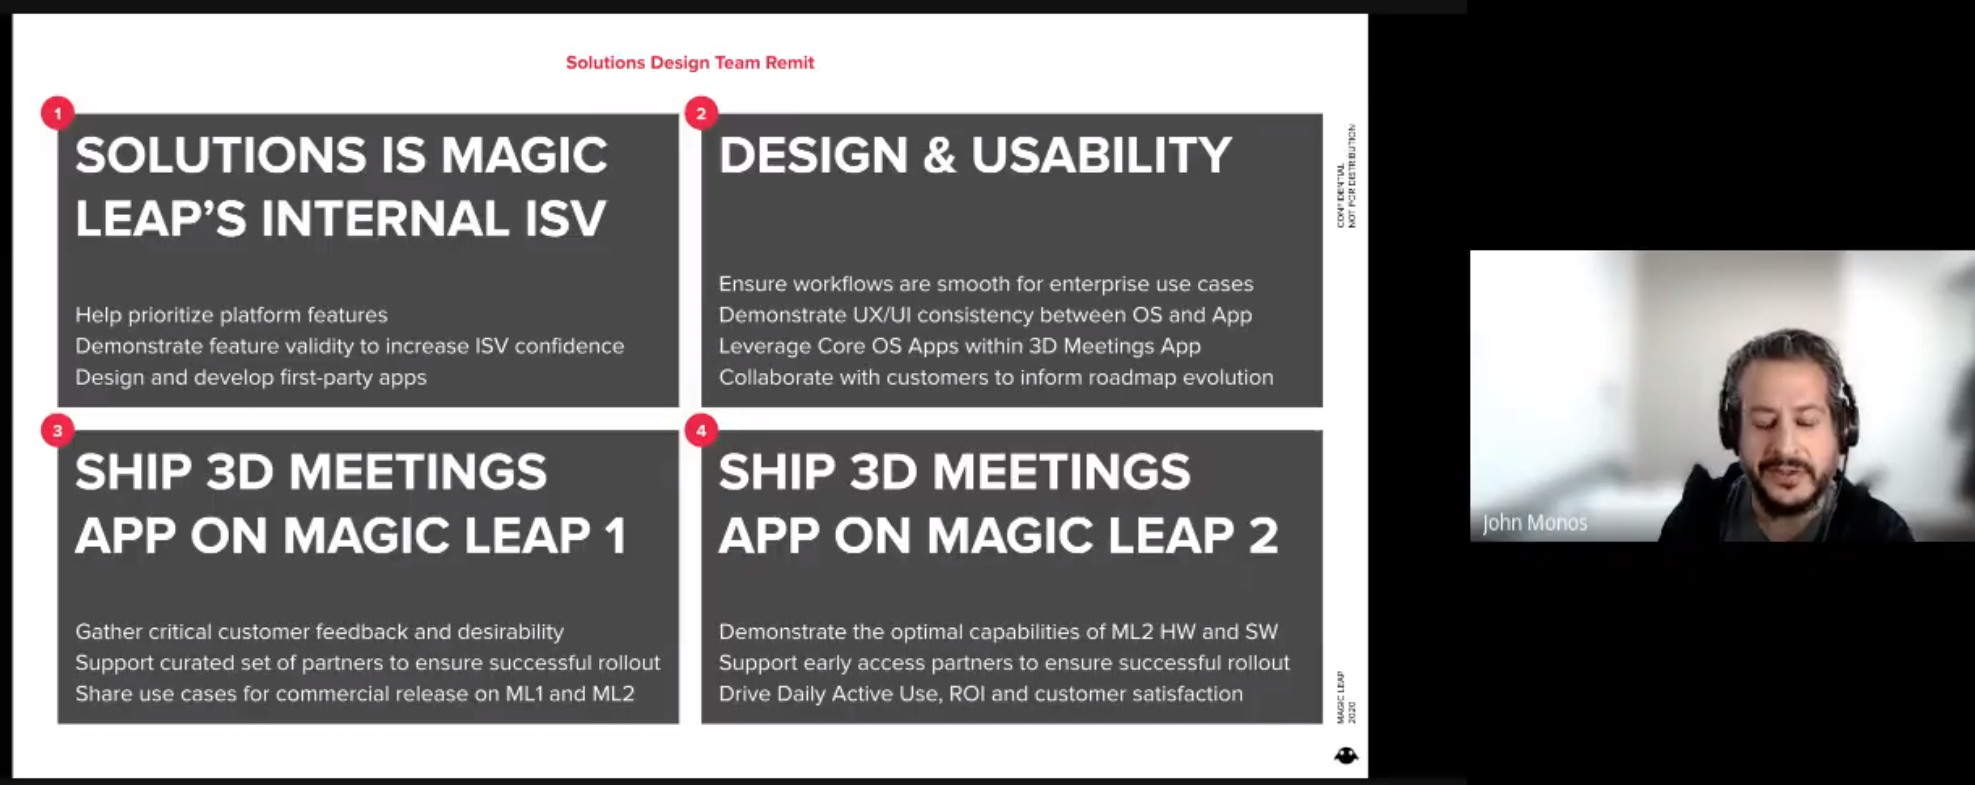 Solutions Design Team Remit
1
SOLUTIONS IS MAGIC
LEAP’S INTERNAL ISV
Help prioritize platform features
Demonstrate feature validity to increase ISV confidence
Design and develop first-party apps
2
DESIGN & USABILITY
Ensure workflows are smooth for enterprise use cases
Demonstrate UX/UI consistency between OS and App
Leverage Core OS Apps within 3D Meetings App
Collaborate with customers to inform roadmap evolution
3
SHIP 3D MEETINGS
APP ON MAGIC LEAP 1
Gather critical customer feedback and desirability
Support curated set of partners to ensure successful rollout
Share use cases for commercial release on ML1 and ML2
4
SHIP 3D MEETINGS
APP ON MAGIC LEAP 2
Demonstrate the optimal capabilities of ML2 HW and SW
Support early access partners to ensure successful rollout
Drive Daily Active Use, ROI and customer satisfaction
CONFIDENTIAL
NOT FOR DISTRIBUTION
MAGIC LEAP
2020
John Monos